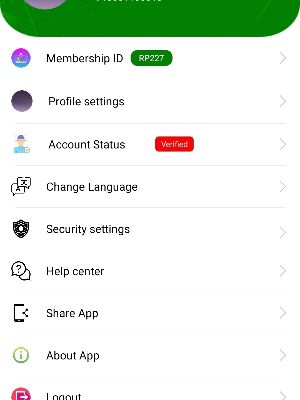 Membership ID RP227
Profile settings
Account Status Verified
Change Language
Security settings
Help center
Share App
About App
Logout